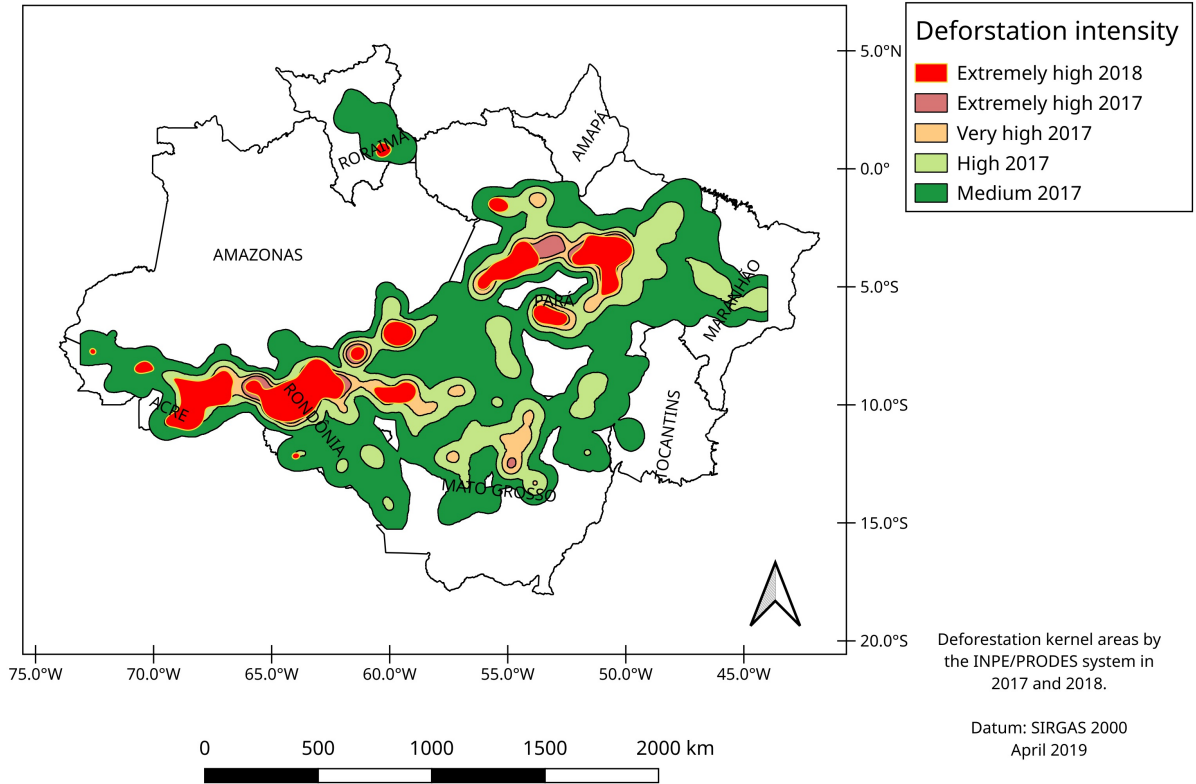 Deforstation intensity
Extremely high 2018
Extremely high 2017
Very high 2017
High 2017
Medium 2017
5.0°N
0.0°
5.0°S
10.0°S
15.0°S
20.0°S
RORAIMA
AMAPÁ
AMAZONAS
PARÁ
MARANHÃO
ACRE
RONDÔNIA
TOCANTINS
MATO GROSSO
75.0°W 70.0°W 65.0°W 60.0°W 55.0°W 50.0°W 45.0°W
Deforestation kernel areas by
the INPE/PRODES system in
2017 and 2018.
Datum: SIRGAS 2000
April 2019
0 500 1000 1500 2000 km